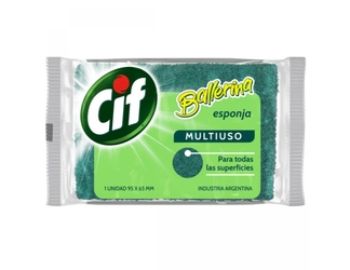 Cif
Ballerina
esponja
MULTIUSO
Para todas
las superficies
1 UNIDAD 95 X 65 MM
INDUSTRIA ARGENTINA